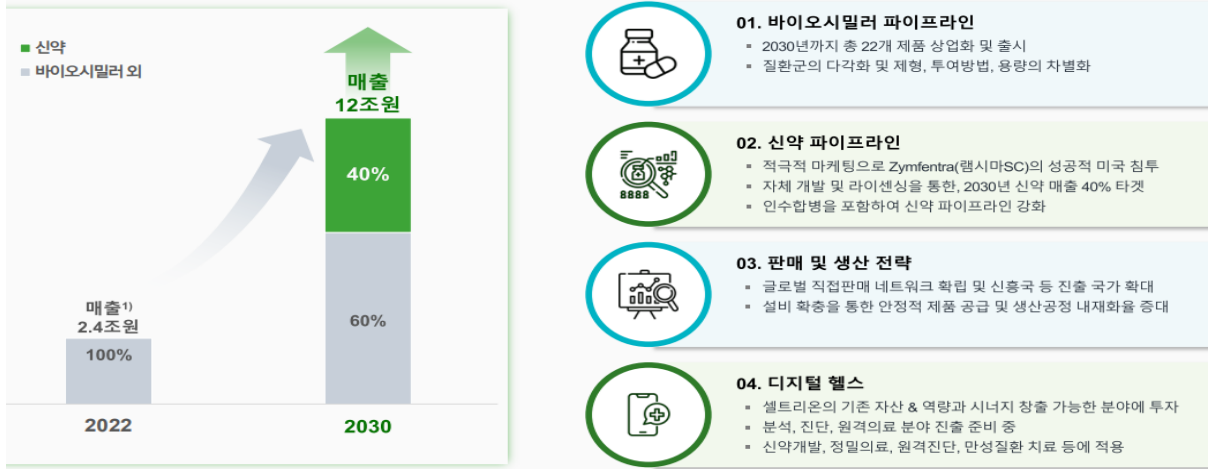 신약
바이오시밀러 외
매출
12조원
40%
60%
매출1)
2.4조원
100%
2022
2030
01. 바이오시밀러 파이프라인
2030년까지 총 22개 제품 상업화 및 출시
질환군의 다각화 및 제형, 투여방법, 용량의 차별화
02. 신약 파이프라인
적극적 마케팅으로 Zymfentra(램시마SC)의 성공적 미국 침투
자체 개발 및 라이센싱을 통한, 2030년 신약 매출 40% 타겟
인수합병을 포함하여 신약 파이프라인 강화
8888
03. 판매 및 생산 전략
글로벌 직접판매 네트워크 확립 및 신흥국 등 진출 국가 확대
설비 확충을 통한 안정적 제품 공급 및 생산공정 내재화율 증대
04. 디지털 헬스
셀트리온의 기존 자산 & 역량과 시너지 창출 가능한 분야에 투자
분석, 진단, 원격의료 분야 진출 준비 중
신약개발, 정밀의료, 원격진단, 만성질환 치료 등에 적용